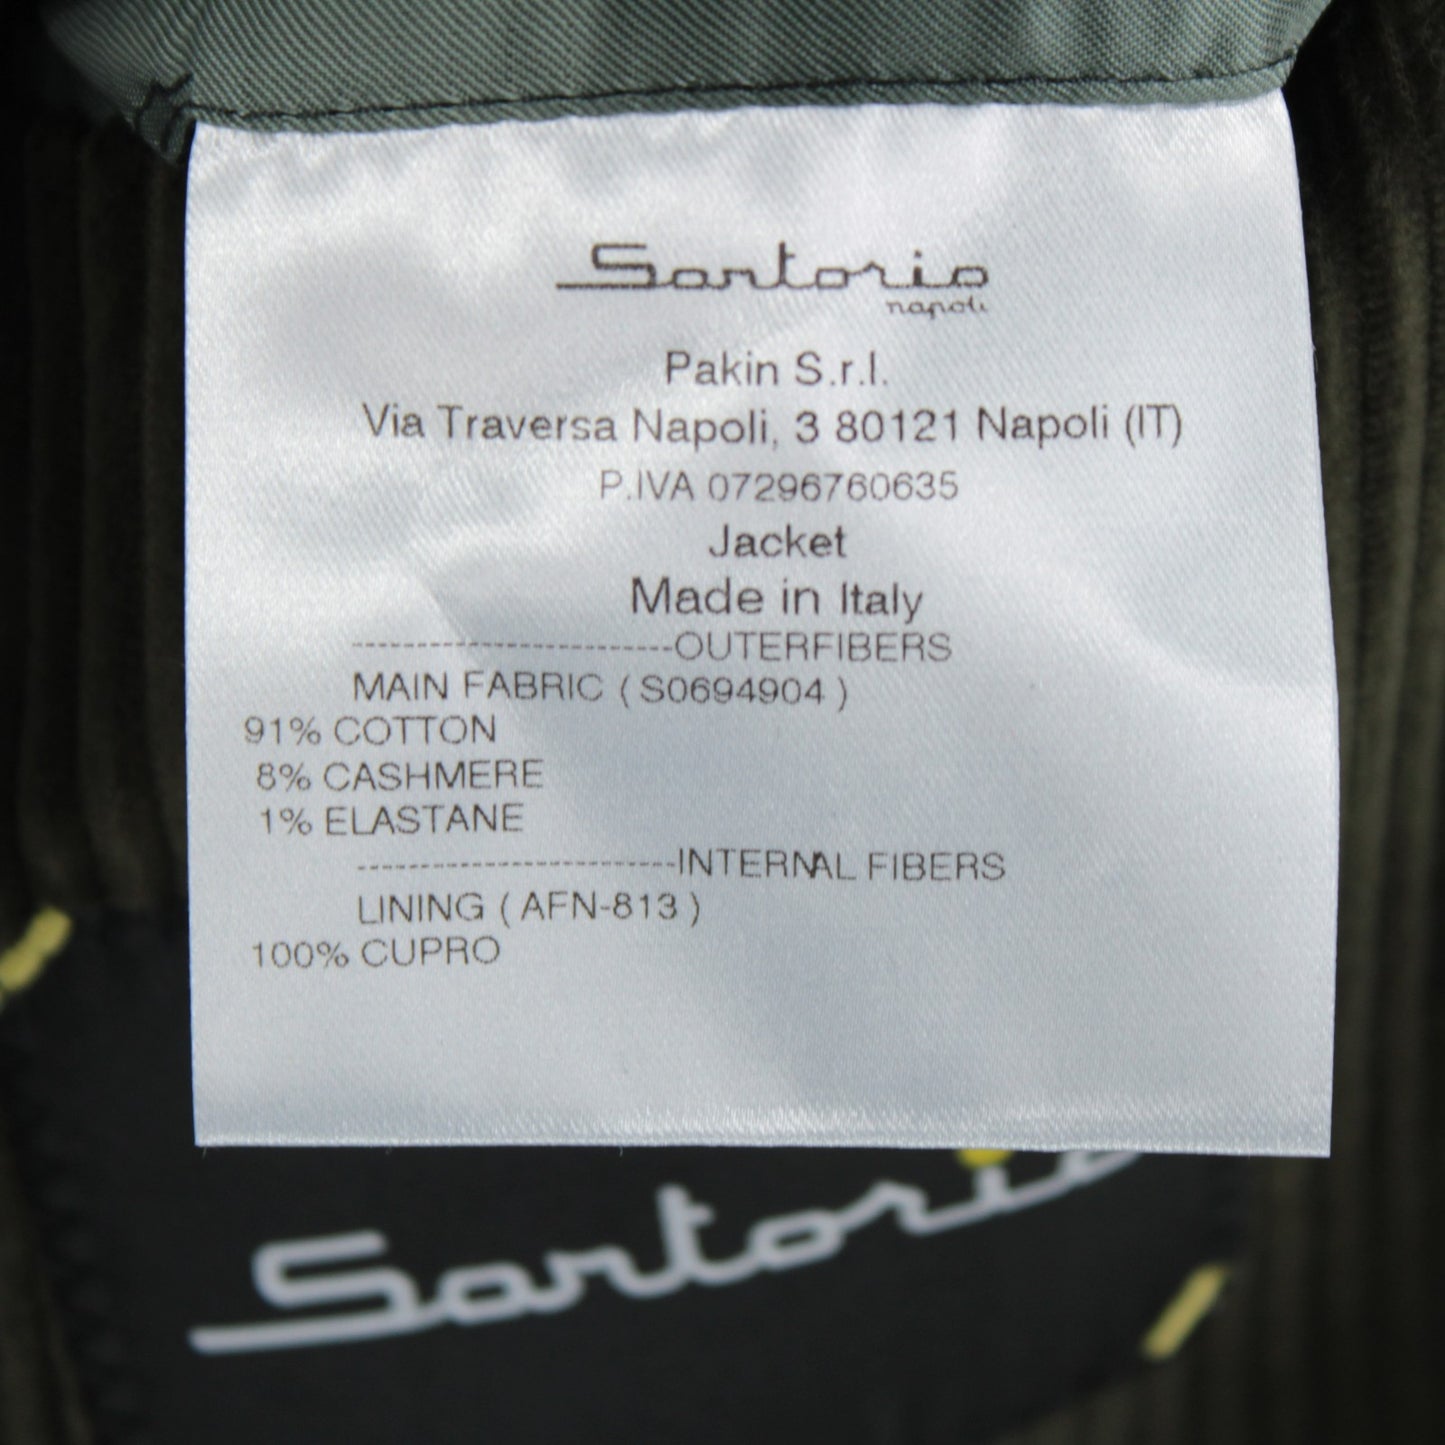 Sartorio
napoli
Pakin S.r.l.
Via Traversa Napoli, 3 80121 Napoli (IT)
P.IVA 07296760635
Jacket
Made in Italy
-------------------------OUTERFIBERS
MAIN FABRIC ( S0694904 )
91% COTTON
8% CASHMERE
1% ELASTANE
-------------------------INTERNAL FIBERS
LINING ( AFN-813 )
100% CUPRO
Sartorio